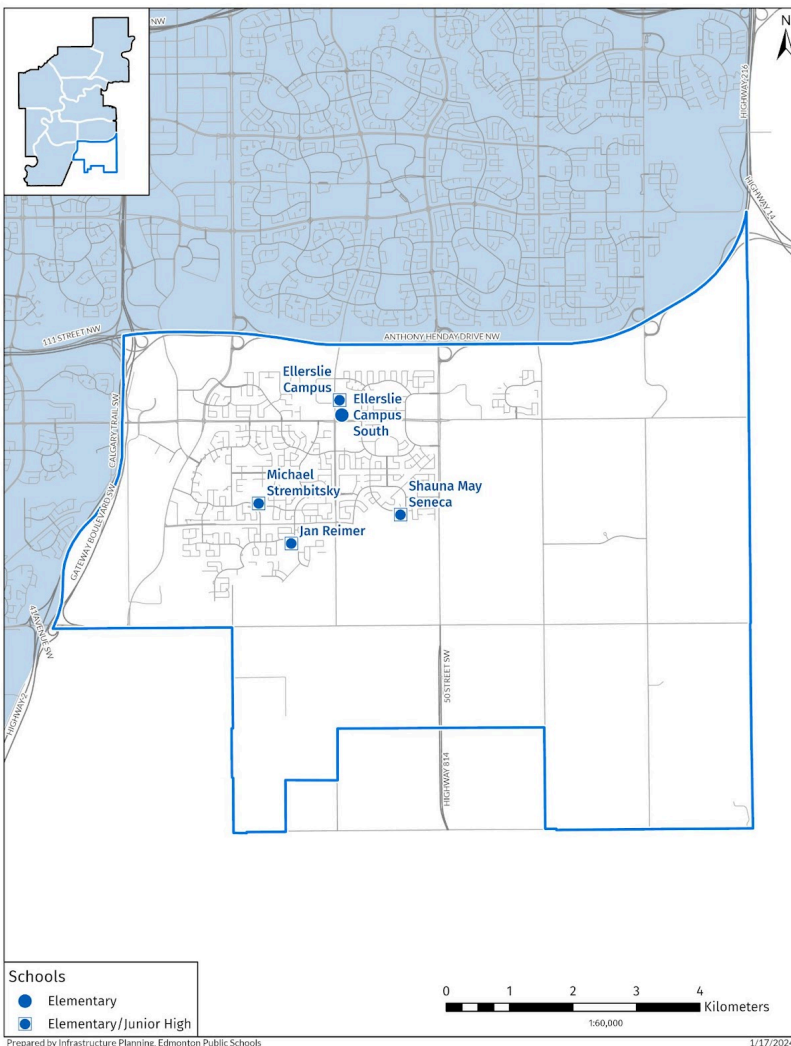 NW
N
HIGHWAY 216
HIGHWAY 14
111 STREET NW
ANTHONY HENDAY DRIVE NW
CALGARY TRAIL SW
GATEWAY BOULEVARD SW
Ellerslie
Campus
Ellerslie
Campus
South
Michael
Strembitsky
Shauna May
Seneca
Jan Reimer
41 AVENUE SW
HIGHWAY 2
50 STREET SW
HIGHWAY 814
Schools
Elementary
Elementary/Junior High
0 1 2 3 4
Kilometers
1:60,000
Prepared by Infrastructure Planning, Edmonton Public Schools
1/17/2024